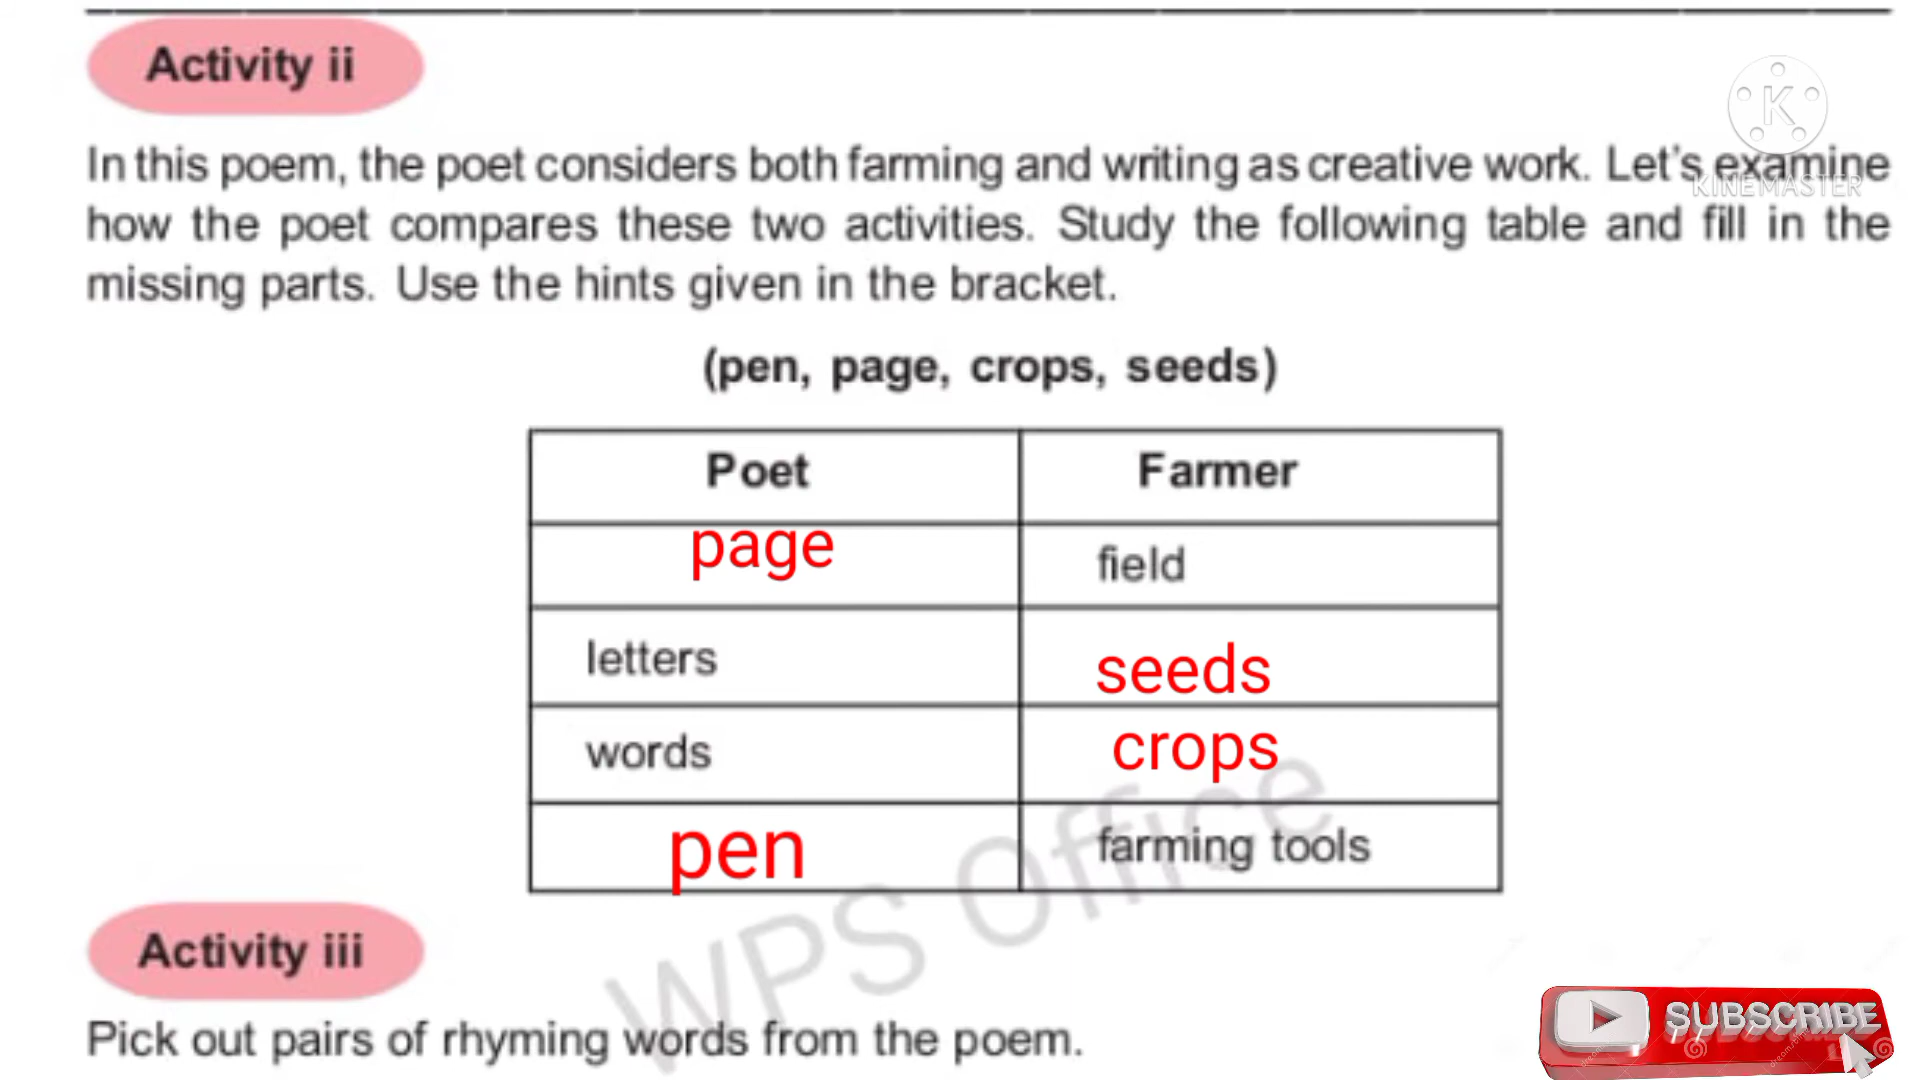 Activity ii
K
KINEMASTER
In this poem, the poet considers both farming and writing as creative work. Let's examine
how the poet compares these two activities. Study the following table and fill in the
missing parts. Use the hints given in the bracket.
(pen, page, crops, seeds)
Poet Farmer
page field
letters seeds
words crops
pen farming tools
WPS Office
Activity iii
Pick out pairs of rhyming words from the poem.
SUBSCRIBE